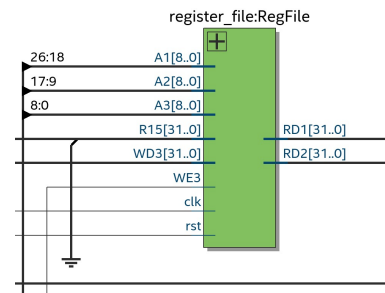 register_file:RegFile
26:18
A1[8..0]
17:9
A2[8..0]
8:0
A3[8..0]
R15[31..0]
RD1[31..0]
WD3[31..0]
RD2[31..0]
WE3
clk
rst